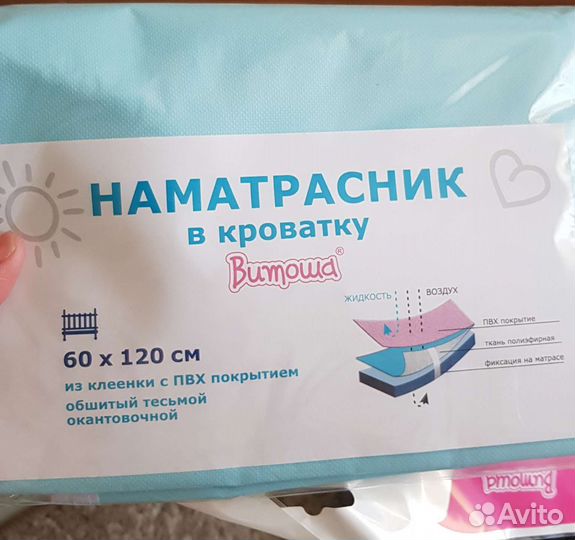 НАМАТРАСНИК
в кроватку
Витоша®
ЖИДКОСТЬ
ВОЗДУХ
ПВХ покрытие
ткань полиэфирная
фиксация на матрасе
60 х 120 см
из клеенки с ПВХ покрытием
обшитый тесьмой
окантовочной
Витоша
Avito